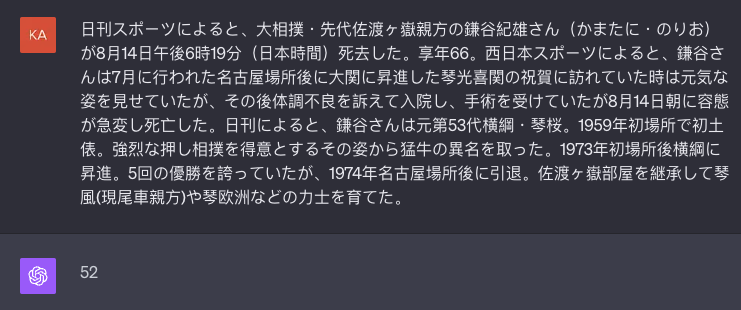 KA
日刊スポーツによると、大相撲・先代佐渡ヶ嶽親方の鎌谷紀雄さん（かまたに・のりお）
が8月14日午後6時19分（日本時間）死去した。享年66。西日本スポーツによると、鎌谷さ
んは7月に行われた名古屋場所後に大関に昇進した琴光喜関の祝賀に訪れていた時は元気な
姿を見せていたが、その後体調不良を訴えて入院し、手術を受けていたが8月14日朝に容態
が急変し死亡した。日刊によると、鎌谷さんは元第53代横綱・琴桜。1959年初場所で初土
俵。強烈な押し相撲を得意とするその姿から猛牛の異名を取った。1973年初場所後横綱に
昇進。5回の優勝を誇っていたが、1974年名古屋場所後に引退。佐渡ヶ嶽部屋を継承して琴
風(現尾車親方)や琴欧洲などの力士を育てた。
52